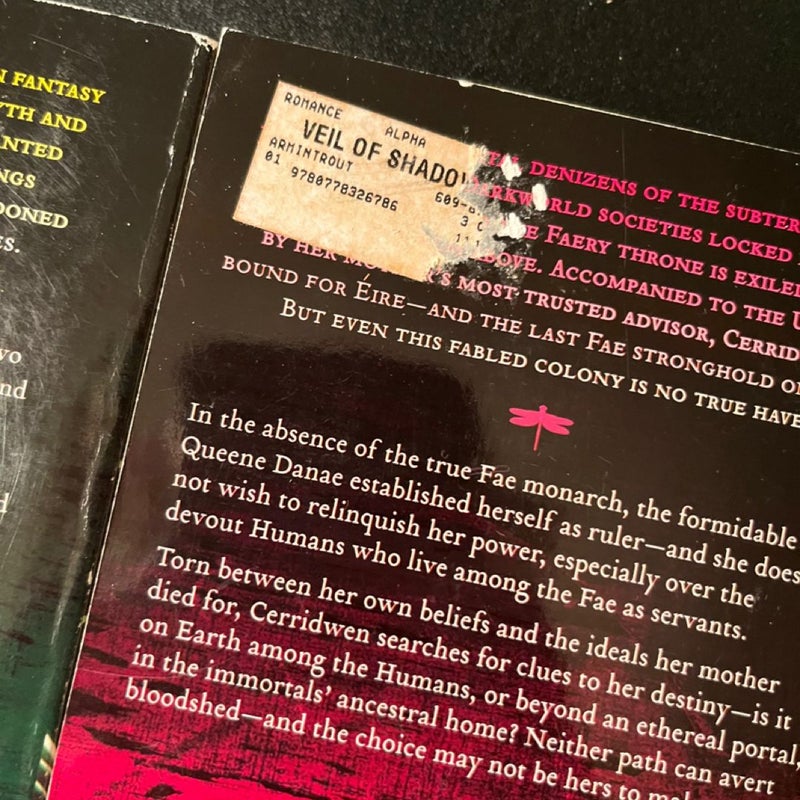 N FANTASY
YTH AND
ANTED
NGS
DONED
S.
wo
nd
d
ROMANCE ALPHA
VEIL OF SHADO
ARMINTROUT 609-
01 9780778326786 3
DENIZENS OF THE SUBTER
ARKWORLD SOCIETIES LOCKED
E FAERY THRONE IS EXILED
BY HER OVE. ACCOMPANIED TO THE U
'S MOST TRUSTED ADVISOR, CERRID
BOUND FOR ÉIRE—AND THE LAST FAE STRONGHOLD O
BUT EVEN THIS FABLED COLONY IS NO TRUE HAVE
In the absence of the true Fae monarch, the formidable
Queene Danae established herself as ruler—and she does
not wish to relinquish her power, especially over the
devout Humans who live among the Fae as servants.
Torn between her own beliefs and the ideals her mother
died for, Cerridwen searches for clues to her destiny—is it
on Earth among the Humans, or beyond an ethereal portal,
in the immortals' ancestral home? Neither path can avert
bloodshed—and the choice may not be hers to mak